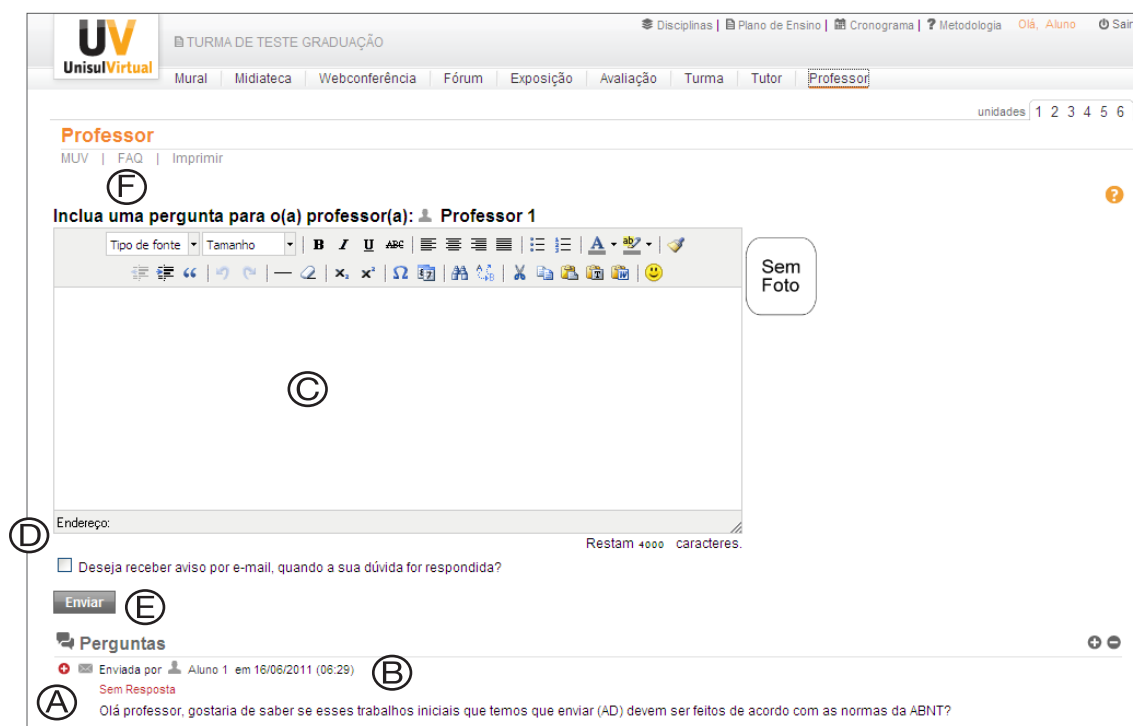 Disciplinas | Plano de Ensino | Cronograma | ? Metodologia Olá, Aluno Sair
UV
UnisulVirtual
TURMA DE TESTE GRADUAÇÃO
Mural Midiateca Webconferência Fórum Exposição Avaliação Turma Tutor Professor
unidades 1 2 3 4 5 6
Professor
MUV | FAQ | Imprimir
F
?
Inclua uma pergunta para o(a) professor(a): Professor 1
Tipo de fonte Tamanho B I U ABC A ab
“ x₂ x² Ω 7 A B T W
Sem
Foto
C
Endereço:
D
Restam 4000 caracteres.
Deseja receber aviso por e-mail, quando a sua dúvida for respondida?
Enviar E
Perguntas
Enviada por Aluno 1 em 16/06/2011 (06:29) B
Sem Resposta
A
Olá professor, gostaria de saber se esses trabalhos iniciais que temos que enviar (AD) devem ser feitos de acordo com as normas da ABNT?